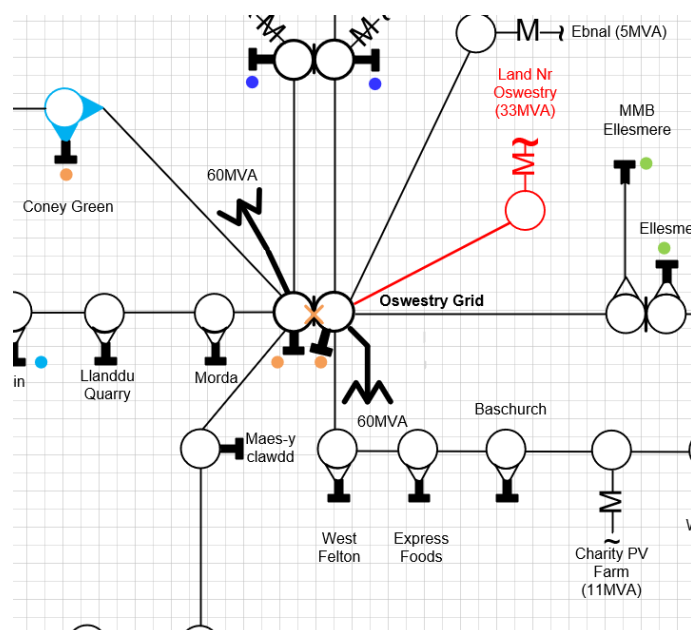 Ebnal (5MVA)
Land Nr
Oswestry
(33MVA)
MMB
Ellesmere
60MVA
Coney Green
Ellesme
Oswestry Grid
in
Llanddu
Quarry
Morda
60MVA
Baschurch
Maes-y
clawdd
West
Felton
Express
Foods
Charity PV
Farm
(11MVA)